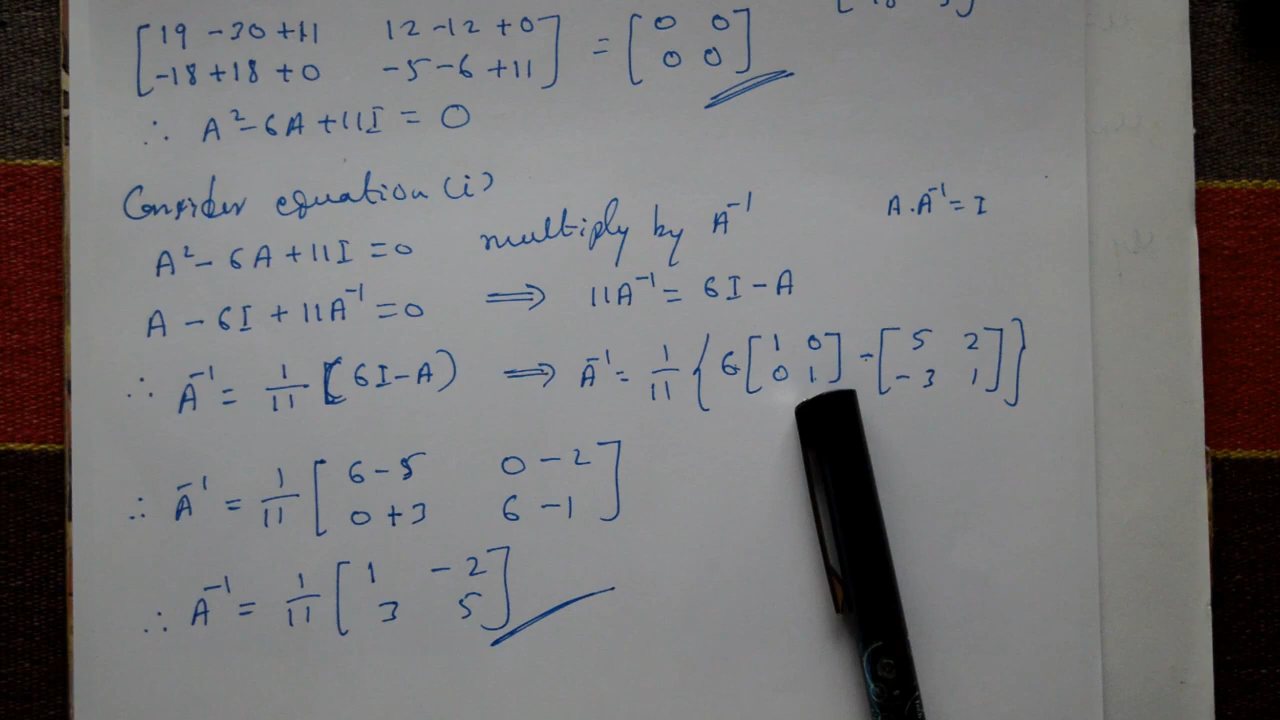 [19 -30 +11 12 -12 +0] = [0 0]
[-18 +18 +0 -5 -6 +11] [0 0]
∴ A² - 6A + 11I = 0
Consider equation (i)
A² - 6A + 11I = 0 multiply by A⁻¹ A.A⁻¹ = I
A - 6I + 11A⁻¹ = 0 ⟹ 11A⁻¹ = 6I - A
∴ A⁻¹ = 1/11 (6I - A) ⟹ A⁻¹ = 1/11 {6 [1 0; 0 1] - [5 2; -3 1]}
∴ A⁻¹ = 1/11 [6 - 5 0 - 2]
[0 + 3 6 - 1]
∴ A⁻¹ = 1/11 [1 -2]
[3 5]